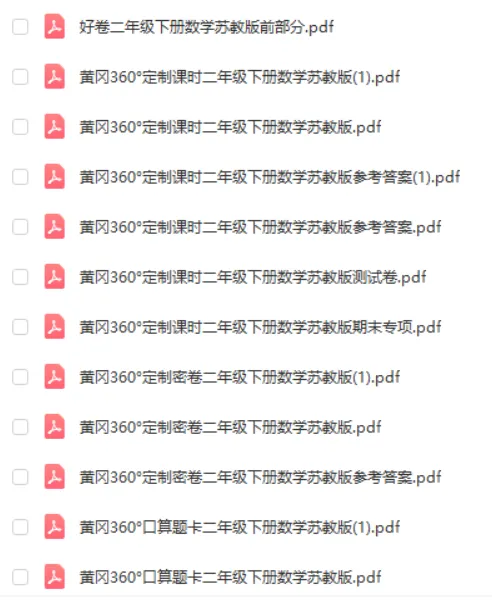 好卷二年级下册数学苏教版前部分.pdf
黄冈360°定制课时二年级下册数学苏教版(1).pdf
黄冈360°定制课时二年级下册数学苏教版.pdf
黄冈360°定制课时二年级下册数学苏教版参考答案(1).pdf
黄冈360°定制课时二年级下册数学苏教版参考答案.pdf
黄冈360°定制课时二年级下册数学苏教版测试卷.pdf
黄冈360°定制课时二年级下册数学苏教版期末专项.pdf
黄冈360°定制密卷二年级下册数学苏教版(1).pdf
黄冈360°定制密卷二年级下册数学苏教版.pdf
黄冈360°定制密卷二年级下册数学苏教版参考答案.pdf
黄冈360°口算题卡二年级下册数学苏教版(1).pdf
黄冈360°口算题卡二年级下册数学苏教版.pdf